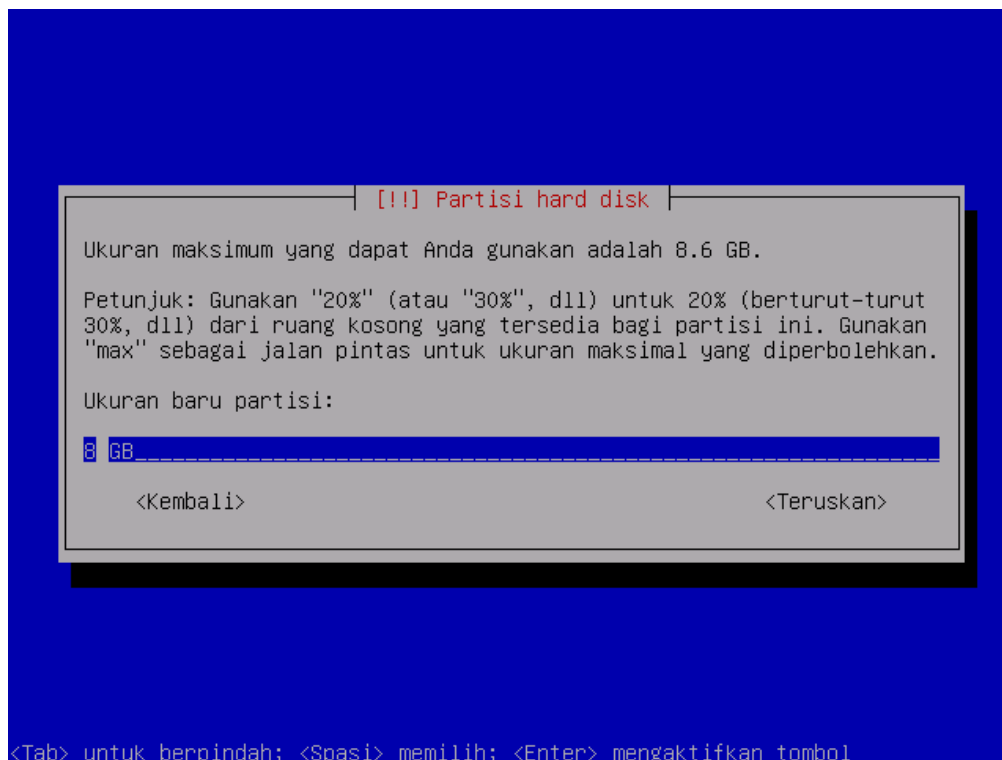 [!!] Partisi hard disk
Ukuran maksimum yang dapat Anda gunakan adalah 8.6 GB.
Petunjuk: Gunakan "20%" (atau "30%", dll) untuk 20% (berturut-turut
30%, dll) dari ruang kosong yang tersedia bagi partisi ini. Gunakan
"max" sebagai jalan pintas untuk ukuran maksimal yang diperbolehkan.
Ukuran baru partisi:
8 GB
<Kembali> <Teruskan>
<Tab> untuk berpindah; <Spasi> memilih; <Enter> mengaktifkan tombol